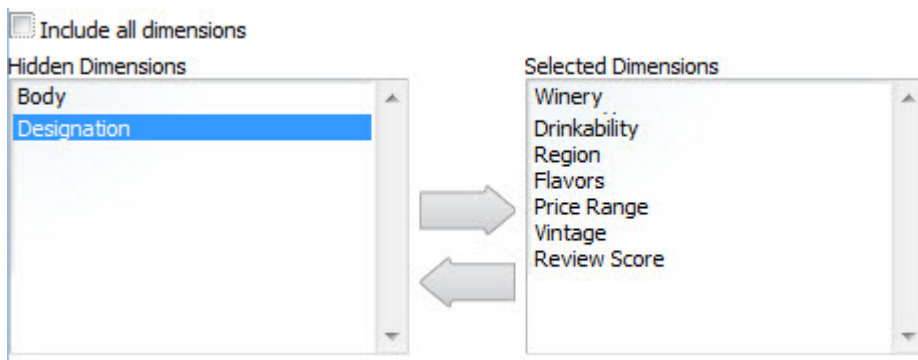 Include all dimensions
Hidden Dimensions
Body
Designation
Selected Dimensions
Winery
Drinkability
Region
Flavors
Price Range
Vintage
Review Score